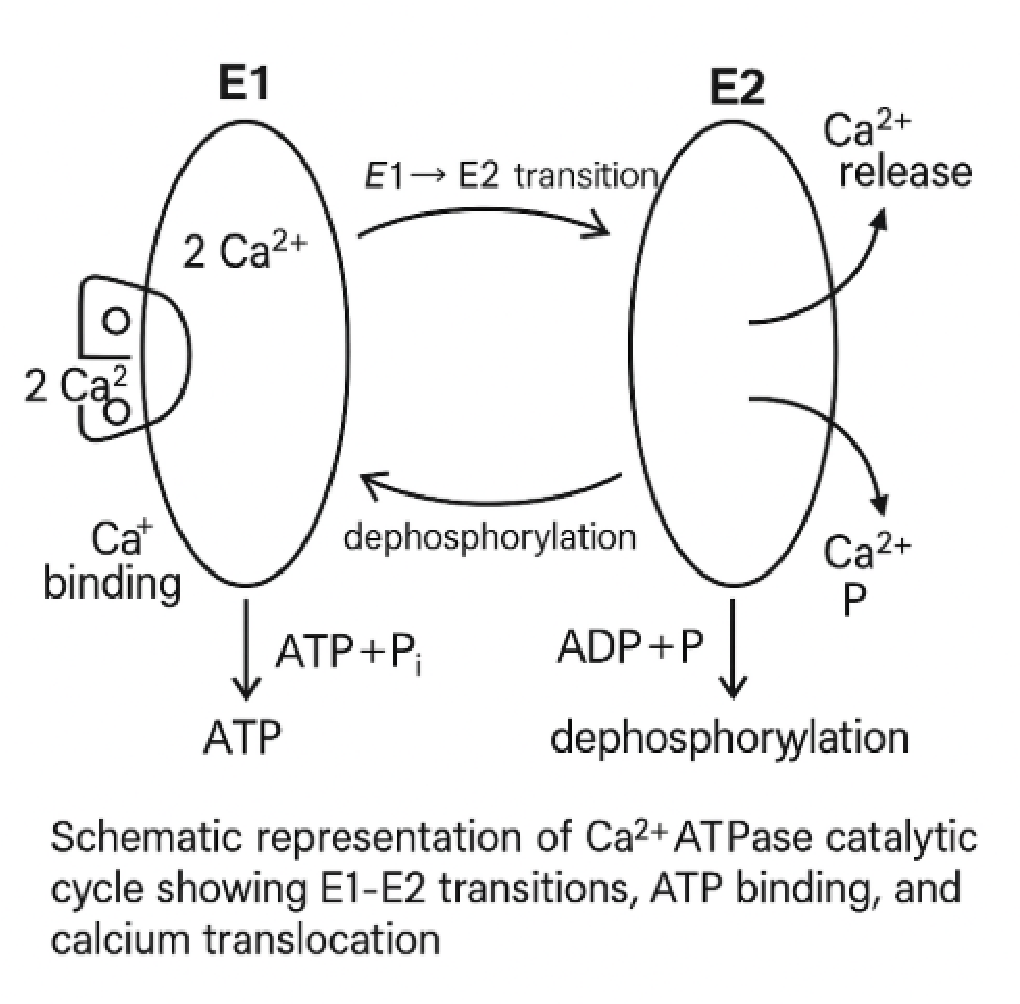 E1
E2
Ca²⁺
release
E1→ E2 transition
2 Ca²⁺
2 Ca²
dephosphorylation
Ca⁺
binding
Ca²⁺
P
ATP+Pᵢ
ADP+P
ATP
dephosphoryylation
Schematic representation of Ca²⁺ ATPase catalytic
cycle showing E1-E2 transitions, ATP binding, and
calcium translocation